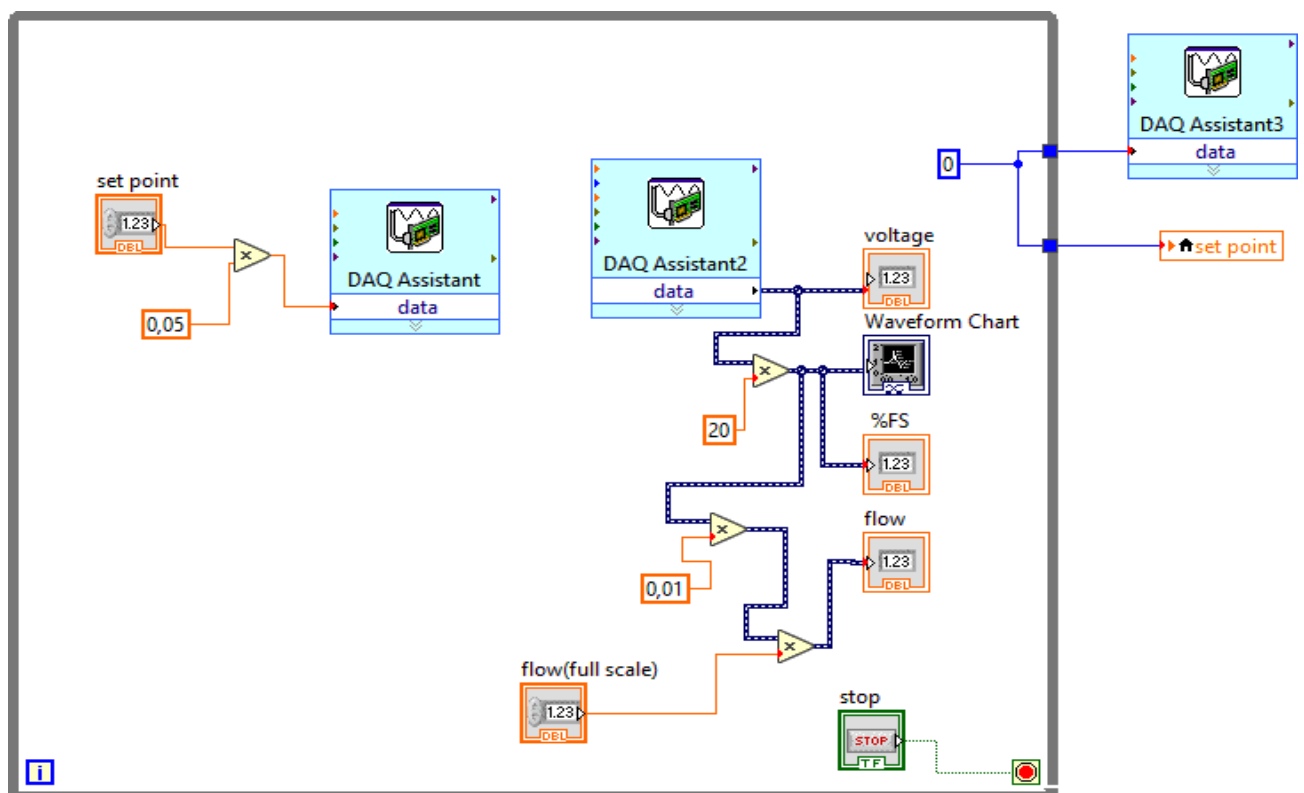 DAQ Assistant3
data
0
set point
set point
1.23
DBL
×
0,05
DAQ Assistant
data
DAQ Assistant2
data
voltage
1.23
DBL
Waveform Chart
×
20
%FS
1.23
DBL
×
0,01
flow
1.23
DBL
×
flow(full scale)
1.23
DBL
stop
STOP
TF
i